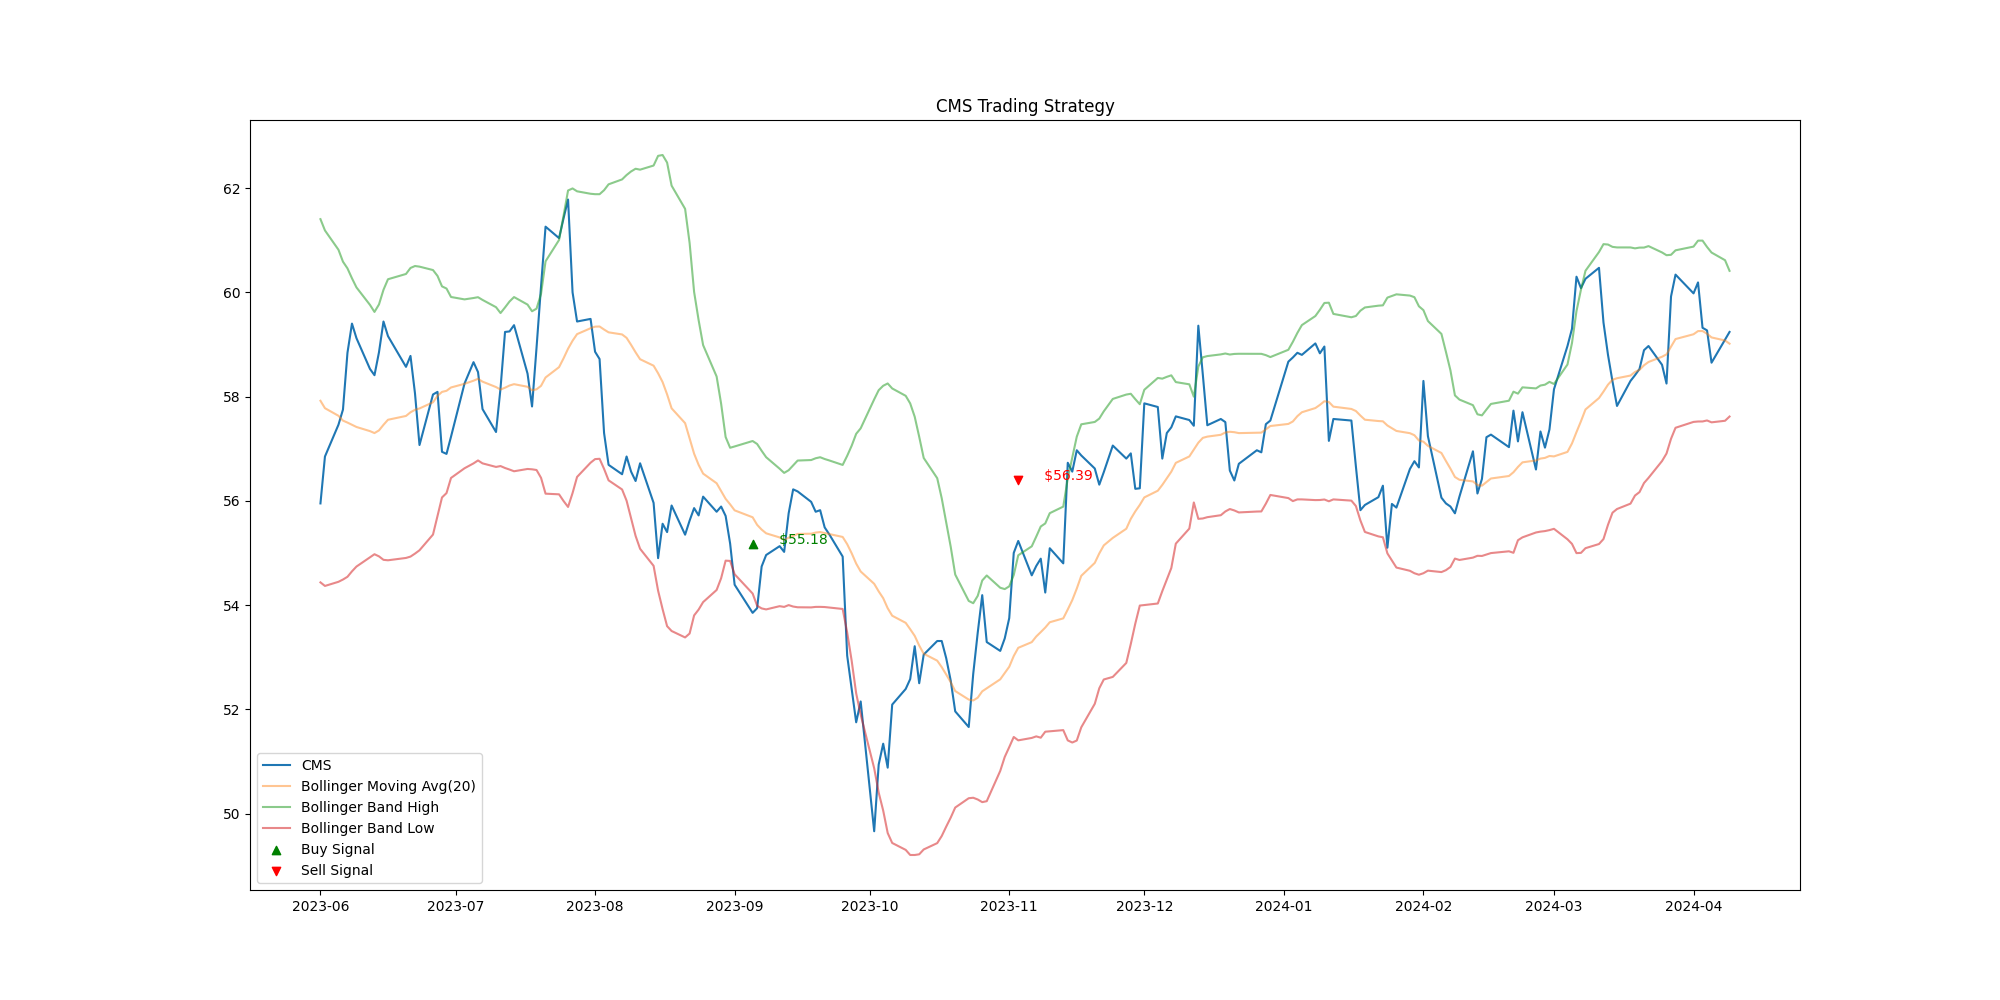 CMS Trading Strategy
62
60
58
56
54
52
50
$56.39
$55.18
CMS
Bollinger Moving Avg(20)
Bollinger Band High
Bollinger Band Low
Buy Signal
Sell Signal
2023-06 2023-07 2023-08 2023-09 2023-10 2023-11 2023-12 2024-01 2024-02 2024-03 2024-04